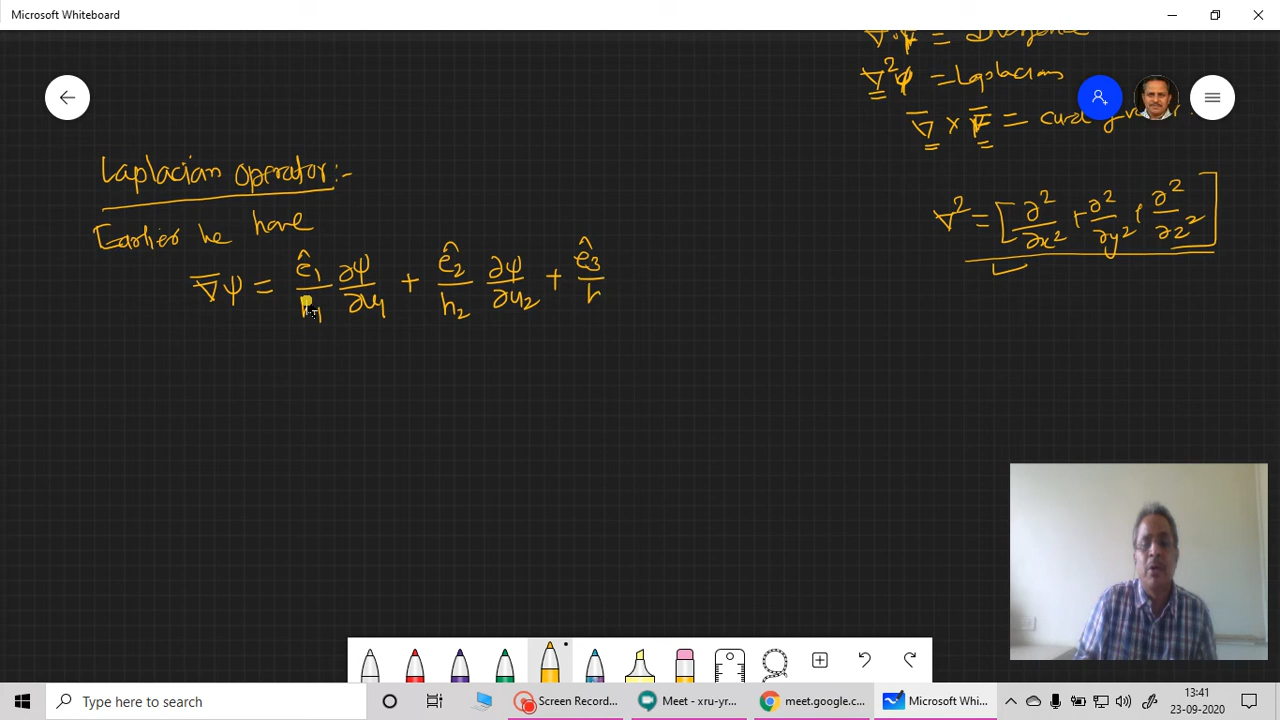 Microsoft Whiteboard
∇²ψ = Laplacian
∇ × V = curl
Laplacian operator:-
∇² = [∂²/∂x² + ∂²/∂y² + ∂²/∂z²]
Earlier we have
∇ψ = ê₁/h₁ ∂ψ/∂u₁ + ê₂/h₂ ∂ψ/∂u₂ + ê₃/h
Type here to search
Screen Record...
Meet - xru-yr...
meet.google.c...
Microsoft Whi...
13:41
23-09-2020